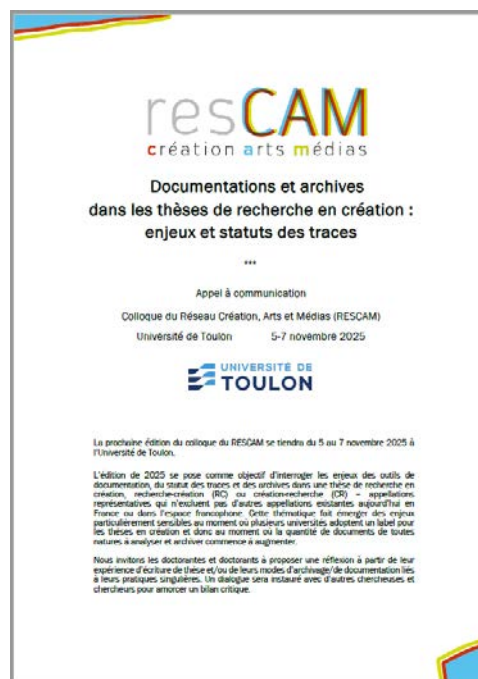 resCAM
création arts médias
Documentations et archives
dans les thèses de recherche en création :
enjeux et statuts des traces
***
Appel à communication
Colloque du Réseau Création, Arts et Médias (RESCAM)
Université de Toulon 5-7 novembre 2025
UNIVERSITÉ DE
TOULON
La prochaine édition du colloque du RESCAM se tiendra du 5 au 7 novembre 2025 à
l'Université de Toulon.
L'édition de 2025 se pose comme objectif d'interroger les enjeux des outils de
documentation, du statut des traces et des archives dans une thèse de recherche en
création, recherche-création (RC) ou création-recherche (CR) – appellations
représentatives qui n'excluent pas d'autres appellations existantes aujourd'hui en
France ou dans l'espace francophone. Cette thématique fait émerger des enjeux
particulièrement sensibles au moment où plusieurs universités adoptent un label pour
les thèses en création et donc au moment où la quantité de documents de toutes
natures à analyser et archiver commence à augmenter.
Nous invitons les doctorantes et doctorants à proposer une réflexion à partir de leur
expérience d'écriture de thèse et/ou de leurs modes d'archivage/de documentation liés
à leurs pratiques singulières. Un dialogue sera instauré avec d'autres chercheuses et
chercheurs pour amorcer un bilan critique.